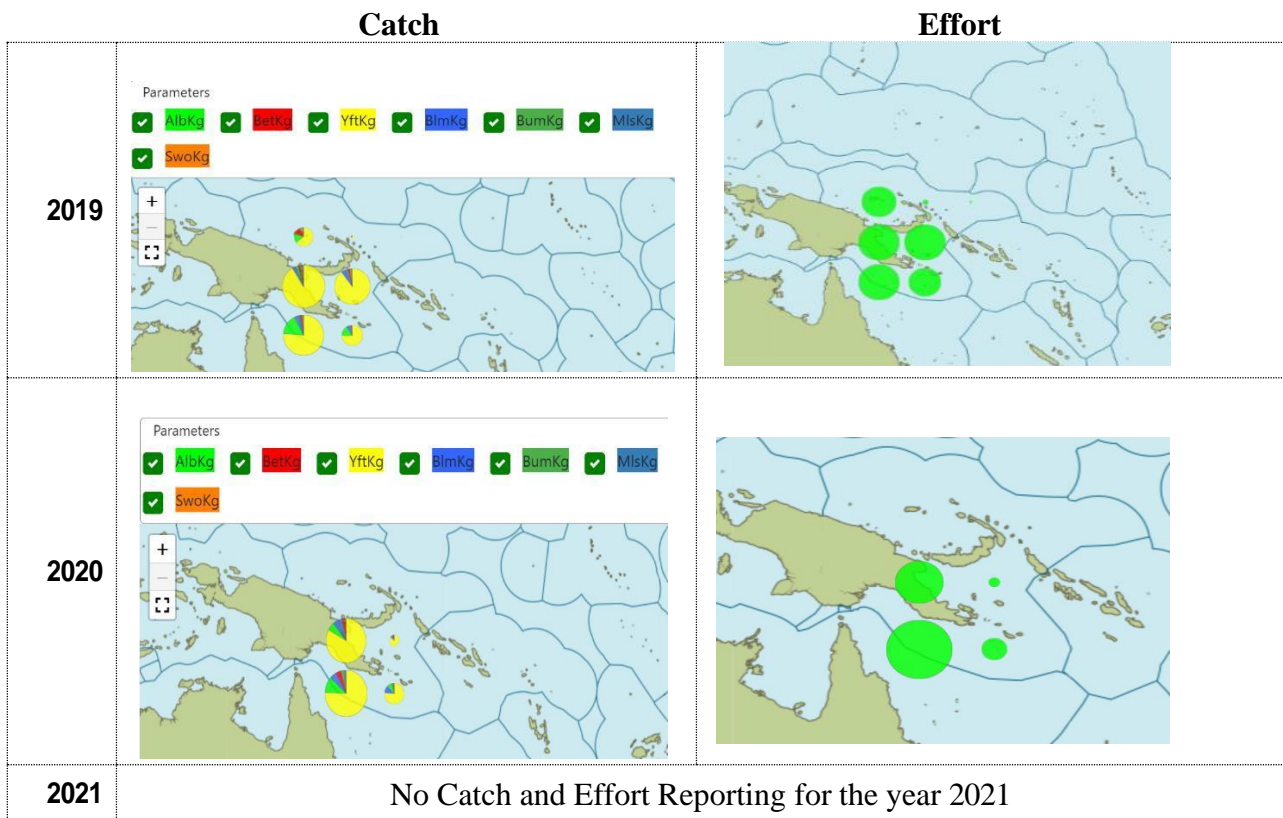 Catch Effort
2019
Parameters
AlbKg BetKg YftKg BlmKg BumKg MlsKg
SwoKg
+
−
2020
Parameters
AlbKg BetKg YftKg BlmKg BumKg MlsKg
SwoKg
+
−
2021 No Catch and Effort Reporting for the year 2021